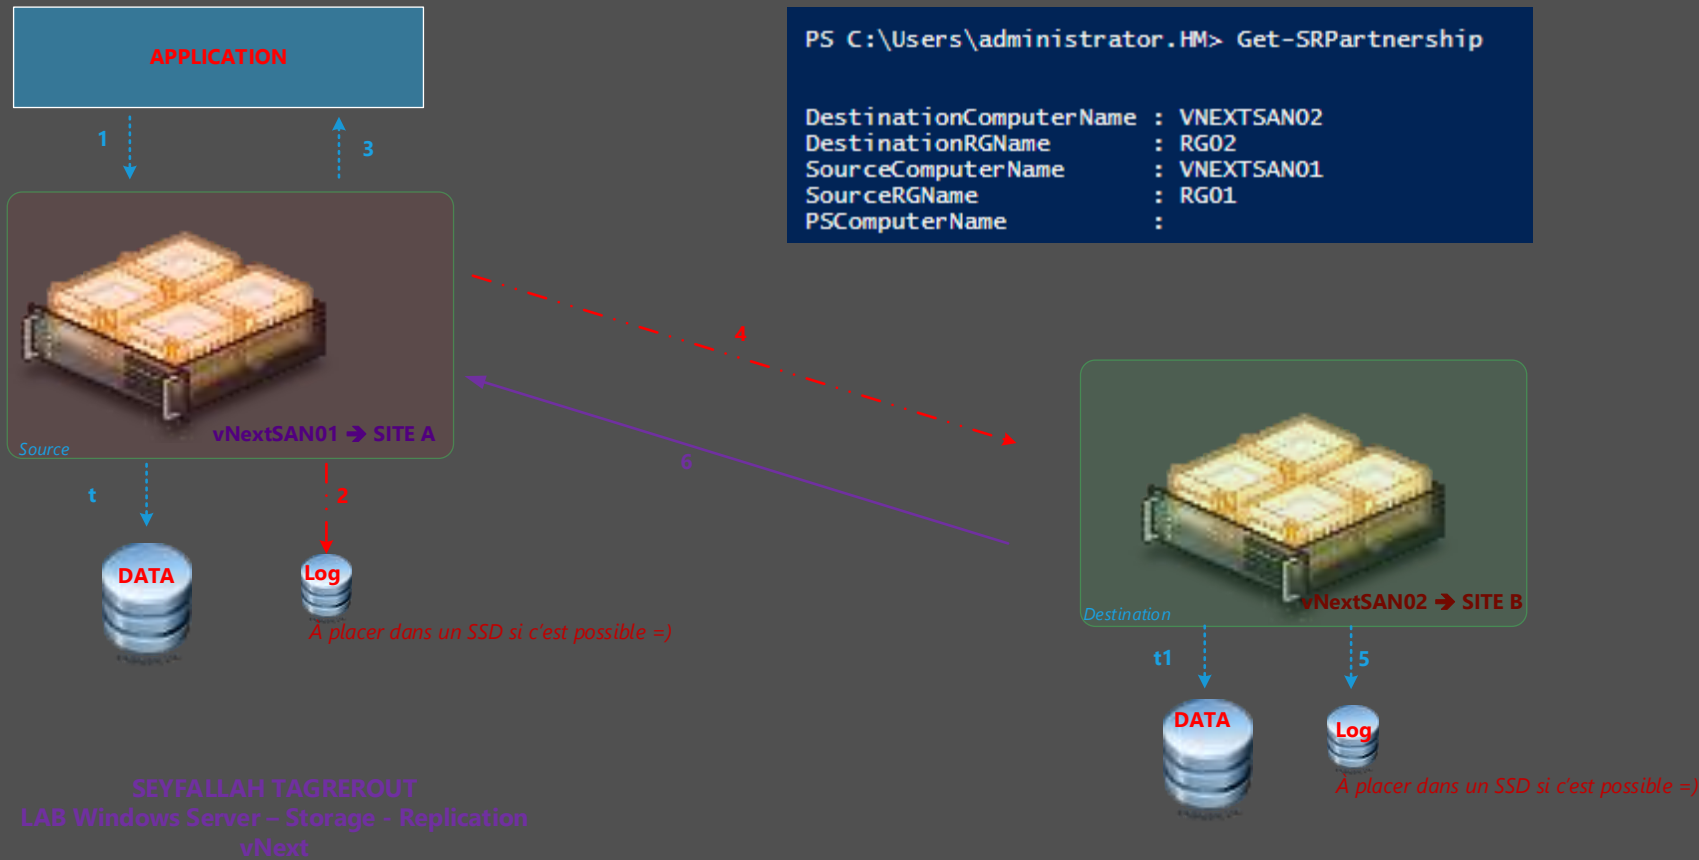 APPLICATION
1
3
PS C:\Users\administrator.HM> Get-SRPartnership
DestinationComputerName : VNEXTSAN02
DestinationRGName : RG02
SourceComputerName : VNEXTSAN01
SourceRGName : RG01
PSComputerName :
4
6
vNextSAN01 🡺 SITE A
Source
t
2
DATA
Log
À placer dans un SSD si c'est possible =)
vNextSAN02 🡺 SITE B
Destination
t1
5
DATA
Log
À placer dans un SSD si c'est possible =)
SEYFALLAH TAGREROUT
LAB Windows Server – Storage - Replication
vNext